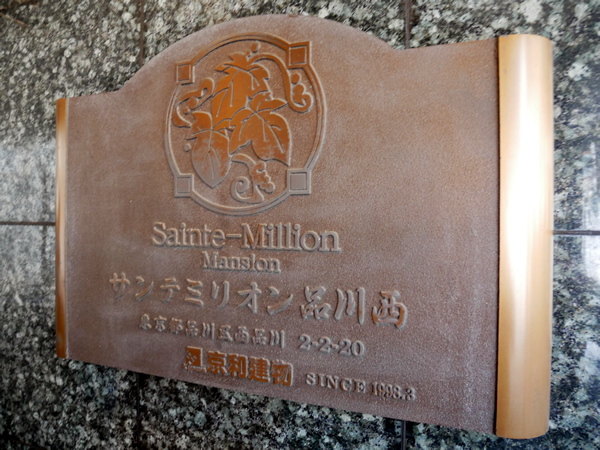 Sainte-Million
Mansion
サンテミリオン品川西
東京都品川区西品川 2-2-20
京和建物 SINCE 1998.3